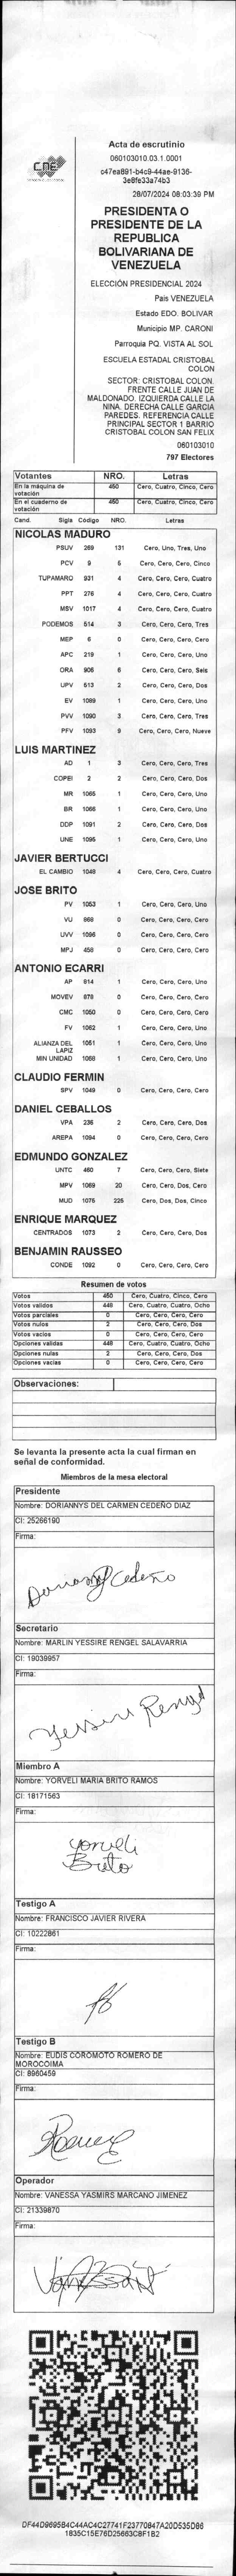 CNE
Acta de escrutinio
060103010.03.1.0001
c47ea891-b4c9-44ae-9136-
3e8fe33a74b3
28/07/2024 08:03:39 PM
PRESIDENTA O
PRESIDENTE DE LA
REPUBLICA
BOLIVARIANA DE
VENEZUELA
ELECCIÓN PRESIDENCIAL 2024
Pais VENEZUELA
Estado EDO. BOLIVAR
Municipio MP. CARONI
Parroquia PQ. VISTA AL SOL
ESCUELA ESTADAL CRISTOBAL
COLON
SECTOR: CRISTOBAL COLON.
FRENTE CALLE JUAN DE
MALDONADO. IZQUIERDA CALLE LA
NINA. DERECHA CALLE GARCIA
PAREDES. REFERENCIA CALLE
PRINCIPAL SECTOR 1 BARRIO
CRISTOBAL COLON SAN FELIX
060103010
797 Electores
Votantes NRO. Letras
En la máquina de votación 450 Cero, Cuatro, Cinco, Cero
En el cuaderno de votación 450 Cero, Cuatro, Cinco, Cero
Cand. Sigla Código NRO. Letras
NICOLAS MADURO
PSUV 269 131 Cero, Uno, Tres, Uno
PCV 9 5 Cero, Cero, Cero, Cinco
TUPAMARO 931 4 Cero, Cero, Cero, Cuatro
PPT 276 4 Cero, Cero, Cero, Cuatro
MSV 1017 4 Cero, Cero, Cero, Cuatro
PODEMOS 514 3 Cero, Cero, Cero, Tres
MEP 6 0 Cero, Cero, Cero, Cero
APC 219 1 Cero, Cero, Cero, Uno
ORA 906 6 Cero, Cero, Cero, Seis
UPV 513 2 Cero, Cero, Cero, Dos
EV 1089 1 Cero, Cero, Cero, Uno
PVV 1090 3 Cero, Cero, Cero, Tres
PFV 1093 9 Cero, Cero, Cero, Nueve
LUIS MARTINEZ
AD 1 3 Cero, Cero, Cero, Tres
COPEI 2 2 Cero, Cero, Cero, Dos
MR 1065 1 Cero, Cero, Cero, Uno
BR 1066 1 Cero, Cero, Cero, Uno
DDP 1091 2 Cero, Cero, Cero, Dos
UNE 1095 1 Cero, Cero, Cero, Uno
JAVIER BERTUCCI
EL CAMBIO 1048 4 Cero, Cero, Cero, Cuatro
JOSE BRITO
PV 1053 1 Cero, Cero, Cero, Uno
VU 868 0 Cero, Cero, Cero, Cero
UVV 1096 0 Cero, Cero, Cero, Cero
MPJ 458 0 Cero, Cero, Cero, Cero
ANTONIO ECARRI
AP 814 1 Cero, Cero, Cero, Uno
MOVEV 878 0 Cero, Cero, Cero, Cero
CMC 1050 0 Cero, Cero, Cero, Cero
FV 1062 1 Cero, Cero, Cero, Uno
ALIANZA DEL LAPIZ 1051 1 Cero, Cero, Cero, Uno
MIN UNIDAD 1068 1 Cero, Cero, Cero, Uno
CLAUDIO FERMIN
SPV 1049 0 Cero, Cero, Cero, Cero
DANIEL CEBALLOS
VPA 236 2 Cero, Cero, Cero, Dos
AREPA 1094 0 Cero, Cero, Cero, Cero
EDMUNDO GONZALEZ
UNTC 460 7 Cero, Cero, Cero, Siete
MPV 1069 20 Cero, Cero, Dos, Cero
MUD 1075 225 Cero, Dos, Dos, Cinco
ENRIQUE MARQUEZ
CENTRADOS 1073 2 Cero, Cero, Cero, Dos
BENJAMIN RAUSSEO
CONDE 1092 0 Cero, Cero, Cero, Cero
Resumen de votos
Votos 450 Cero, Cuatro, Cinco, Cero
Votos validos 448 Cero, Cuatro, Cuatro, Ocho
Votos parciales 0 Cero, Cero, Cero, Cero
Votos nulos 2 Cero, Cero, Cero, Dos
Votos vacios 0 Cero, Cero, Cero, Cero
Opciones validas 448 Cero, Cuatro, Cuatro, Ocho
Opciones nulas 2 Cero, Cero, Cero, Dos
Opciones vacias 0 Cero, Cero, Cero, Cero
Observaciones:
Se levanta la presente acta la cual firman en
señal de conformidad.
Miembros de la mesa electoral
Presidente
Nombre: DORIANNYS DEL CARMEN CEDEÑO DIAZ
CI: 25266190
Firma:
Secretario
Nombre: MARLIN YESSIRE RENGEL SALAVARRIA
CI: 19039957
Firma:
Yessire Rengel
Miembro A
Nombre: YORVELI MARIA BRITO RAMOS
CI: 18171563
Firma:
Yorveli
Brito
Testigo A
Nombre: FRANCISCO JAVIER RIVERA
CI: 10222861
Firma:
Testigo B
Nombre: EUDIS COROMOTO ROMERO DE
MOROCOIMA
CI: 8960459
Firma:
Operador
Nombre: VANESSA YASMIRS MARCANO JIMENEZ
CI: 21339870
Firma:
DF44D9695B4C44AC4C27741F23770847A20D535D86
1835C15E76D25663C8F1B2